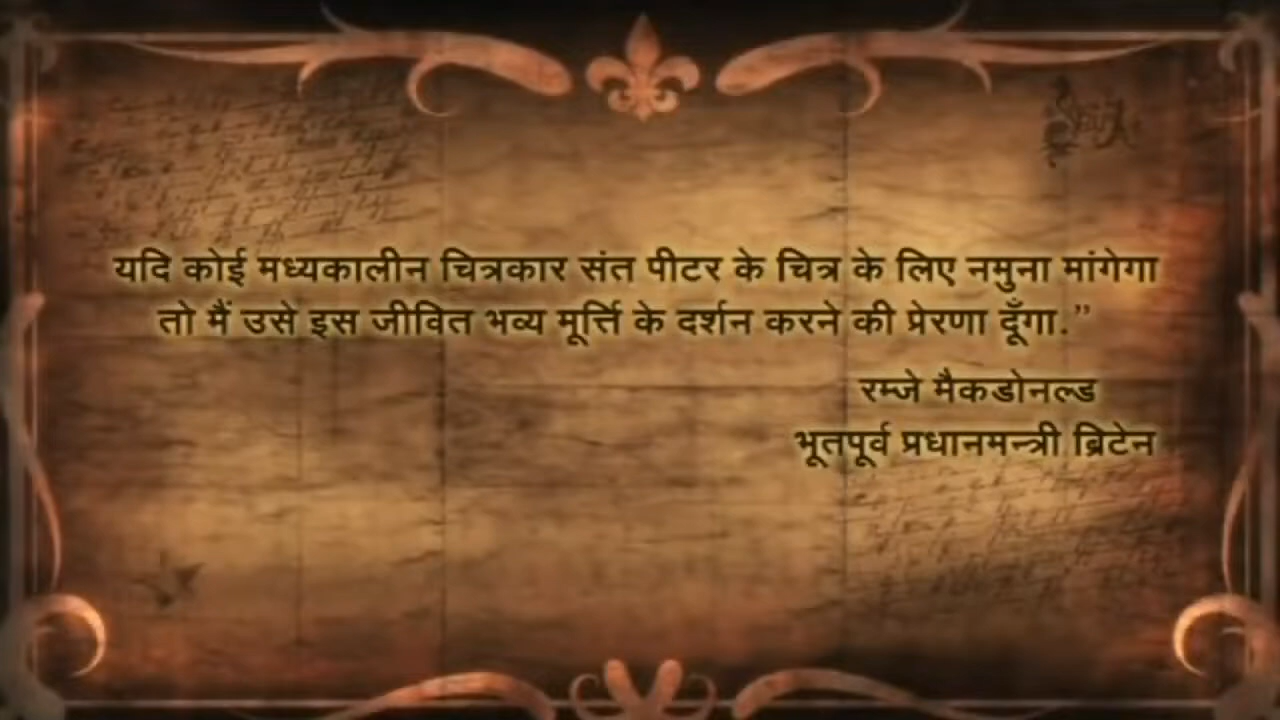 यदि कोई मध्यकालीन चित्रकार संत पीटर के चित्र के लिए नमुना मांगेगा
तो मैं उसे इस जीवित भव्य मूर्त्ति के दर्शन करने की प्रेरणा दूँगा.”
रम्जे मैकडोनल्ड
भूतपूर्व प्रधानमन्त्री ब्रिटेन